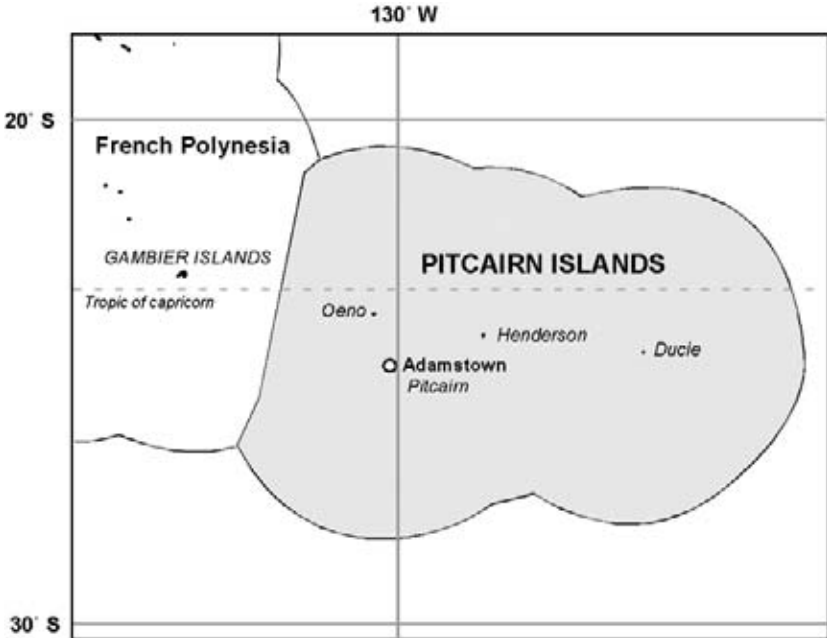 130° W
20° S
French Polynesia
GAMBIER ISLANDS
PITCAIRN ISLANDS
Tropic of capricorn
Oeno
Henderson
Ducie
Adamstown
Pitcairn
30° S